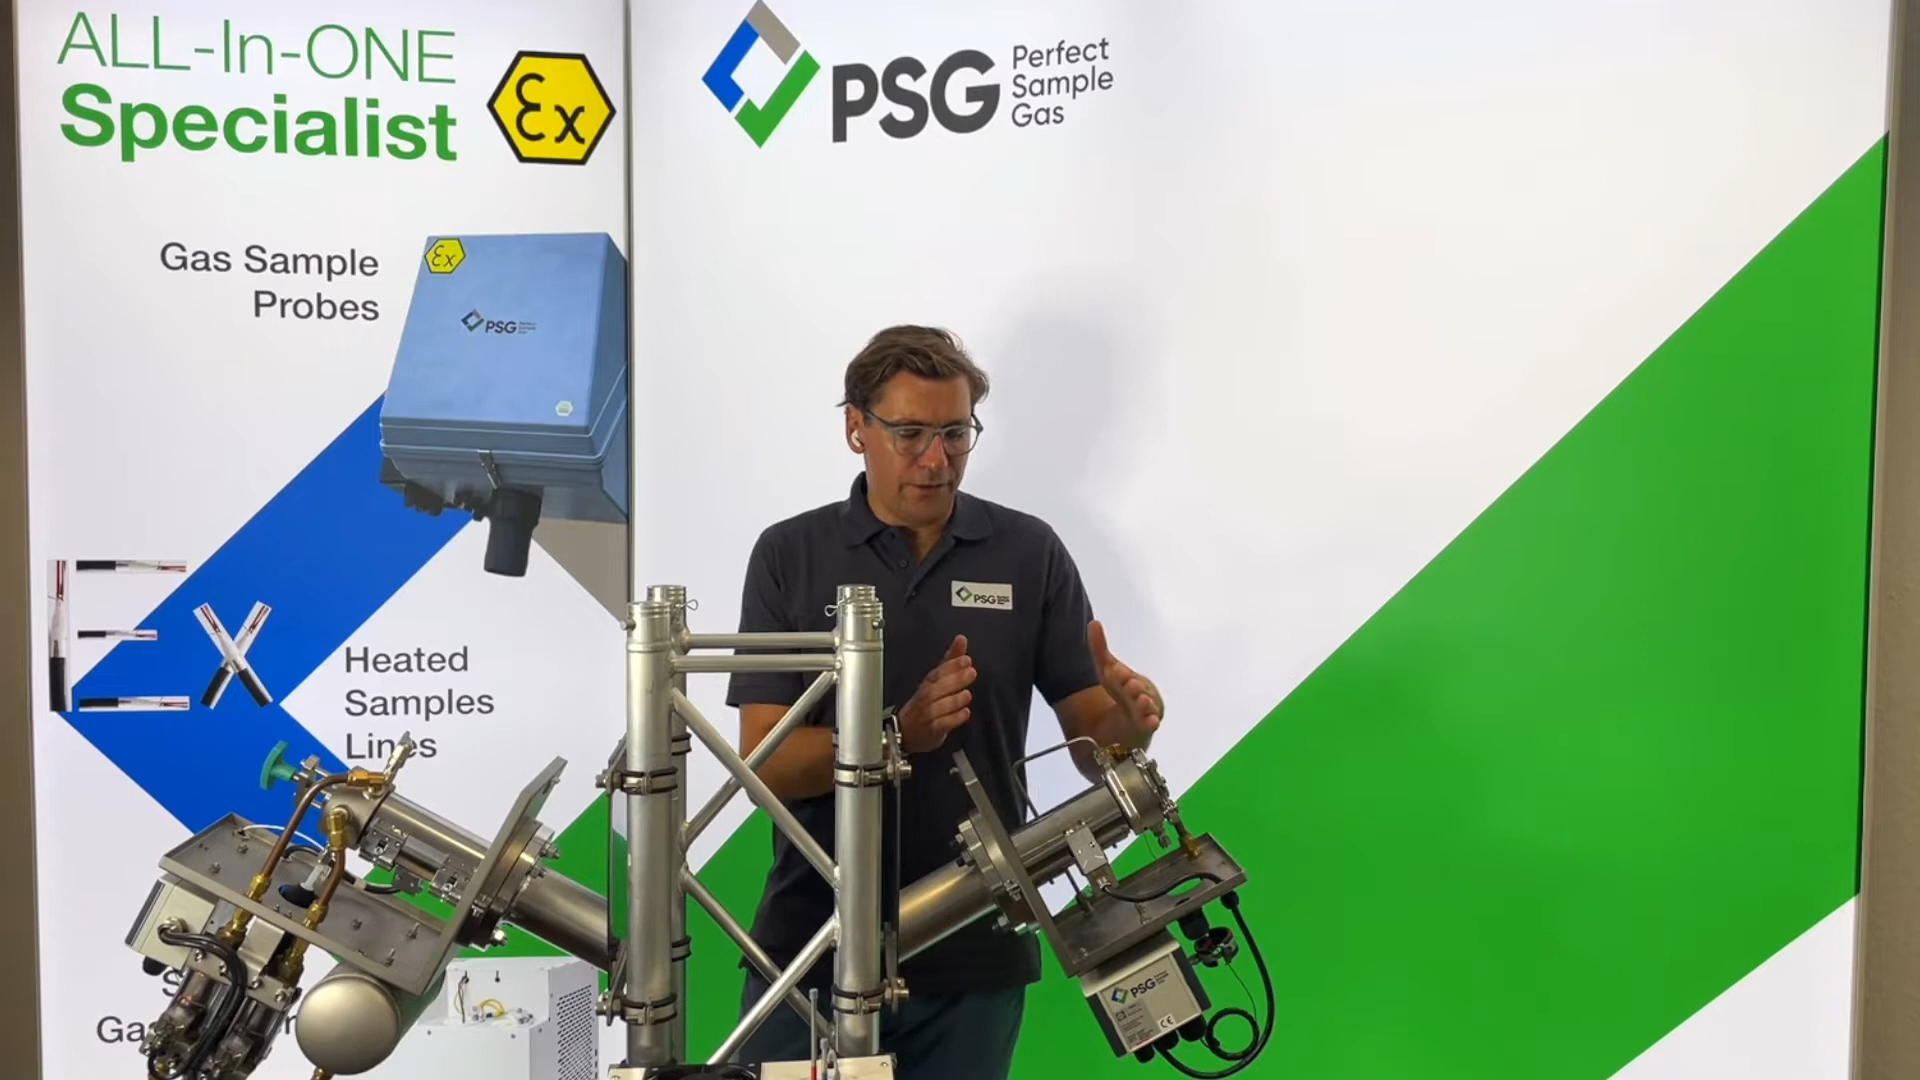 ALL-In-ONE
Specialist
Ex
PSG
Perfect
Sample
Gas
Gas Sample
Probes
Ex
PSG
EX
Heated
Samples
Lines
PSG
PSG
CE